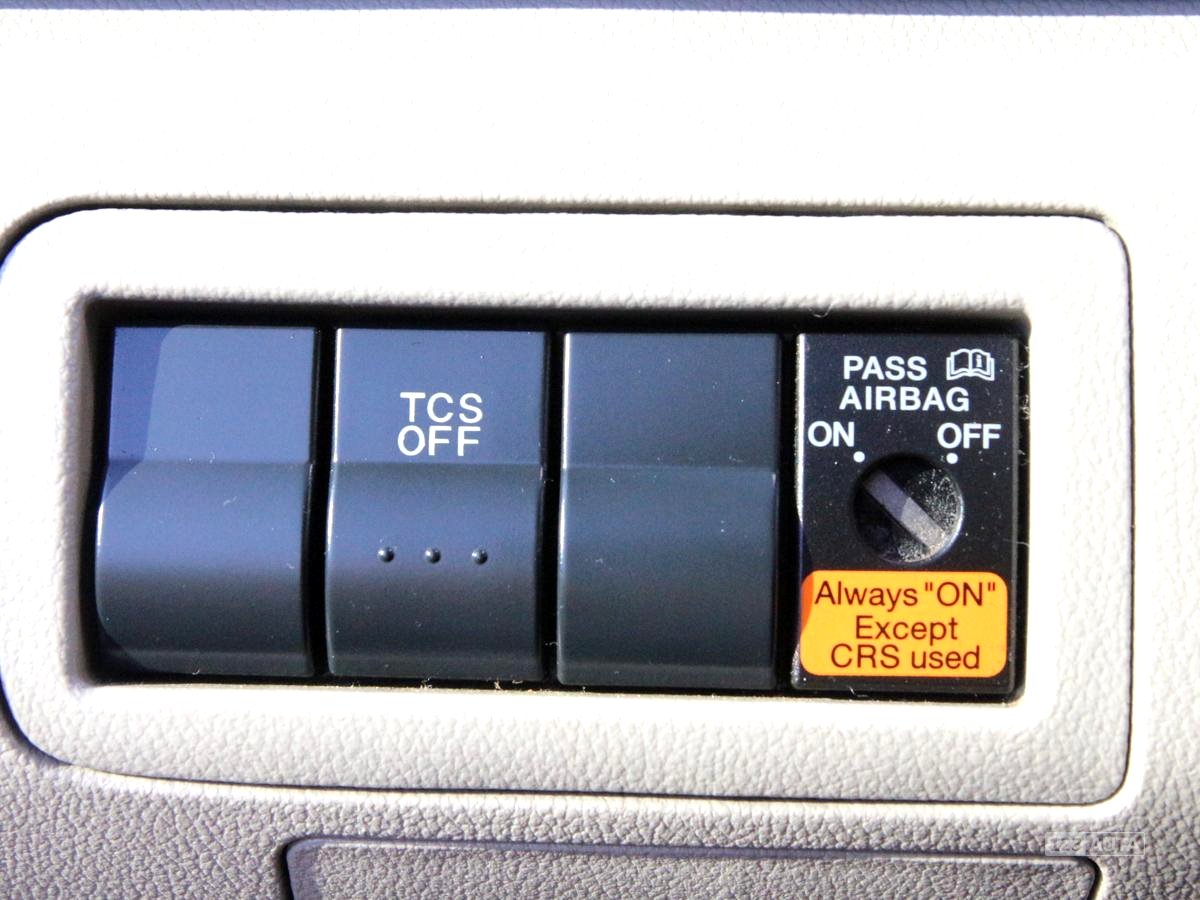 TCS
OFF
PASS
AIRBAG
ON OFF
Always "ON"
Except
CRS used